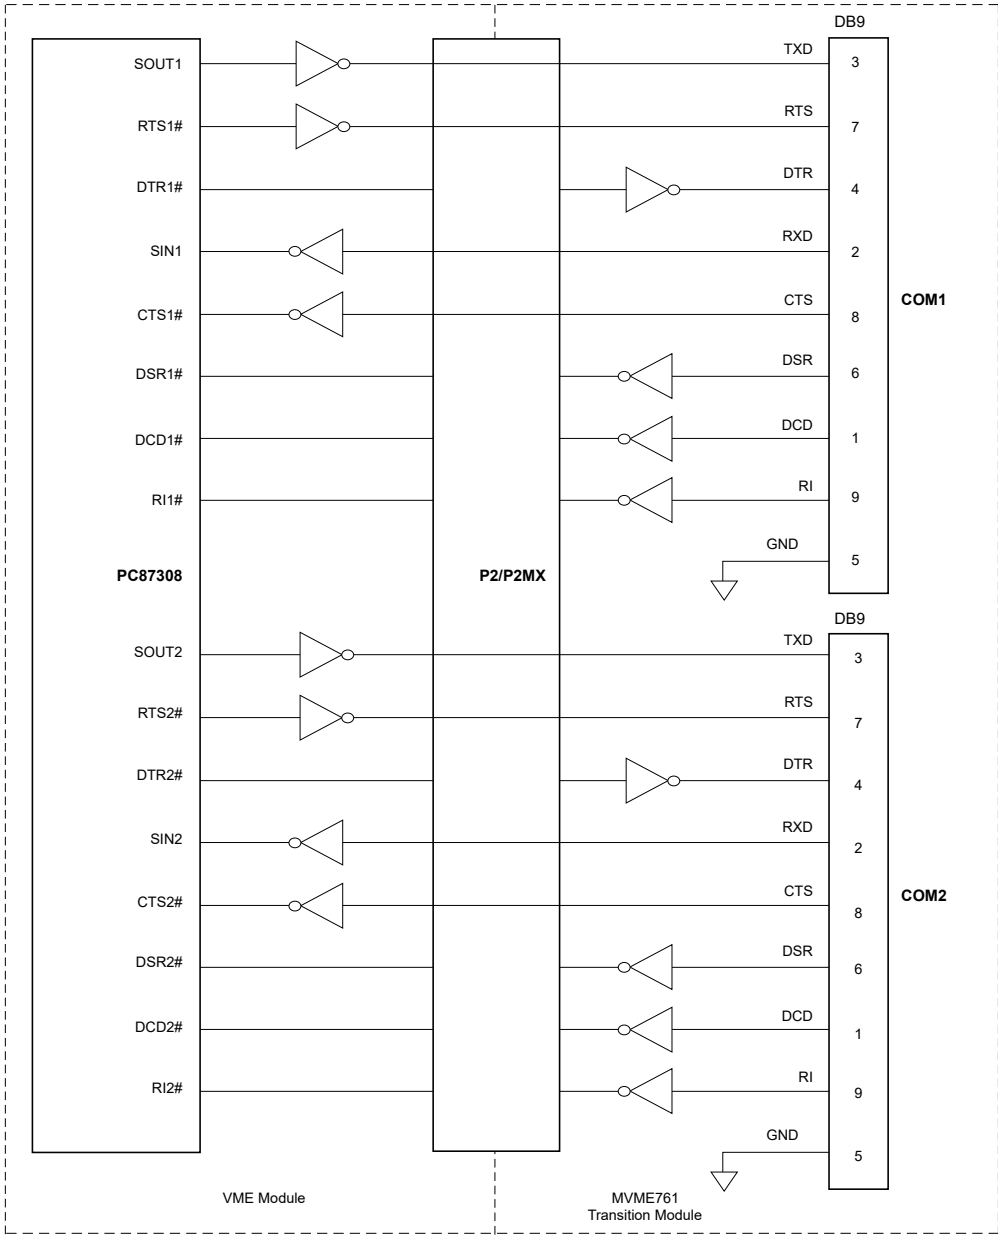 DB9
SOUT1 TXD 3
RTS1# RTS 7
DTR1# DTR 4
SIN1 RXD 2
COM1
CTS1# CTS 8
DSR1# DSR 6
DCD1# DCD 1
RI1# RI 9
GND 5
PC87308 P2/P2MX
DB9
SOUT2 TXD 3
RTS2# RTS 7
DTR2# DTR 4
SIN2 RXD 2
CTS2# CTS 8
COM2
DSR2# DSR 6
DCD2# DCD 1
RI2# RI 9
GND 5
VME Module
MVME761
Transition Module